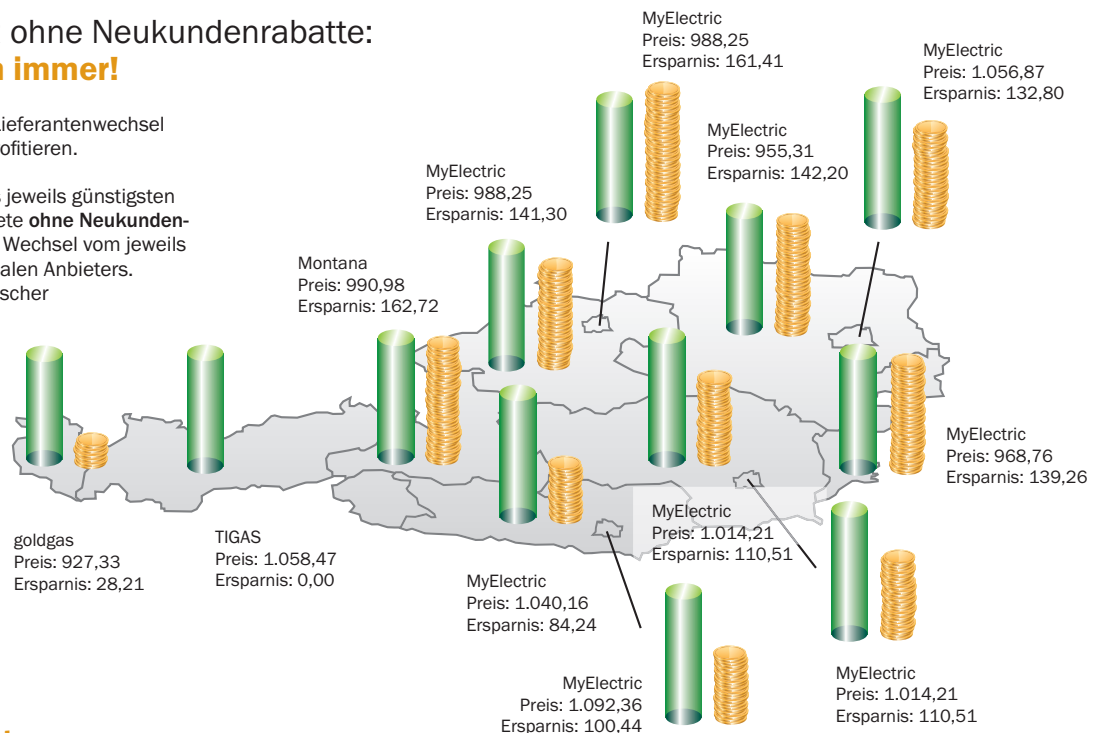 ohne Neukundenrabatte:
immer!
ofitieren.
s jeweils günstigsten
ete ohne Neukunden-
Wechsel vom jeweils
alen Anbieters.
scher
MyElectric
Preis: 988,25
Ersparnis: 161,41
MyElectric
Preis: 1.056,87
Ersparnis: 132,80
MyElectric
Preis: 955,31
Ersparnis: 142,20
MyElectric
Preis: 988,25
Ersparnis: 141,30
Montana
Preis: 990,98
Ersparnis: 162,72
MyElectric
Preis: 968,76
Ersparnis: 139,26
goldgas
Preis: 927,33
Ersparnis: 28,21
TIGAS
Preis: 1.058,47
Ersparnis: 0,00
MyElectric
Preis: 1.014,21
Ersparnis: 110,51
MyElectric
Preis: 1.040,16
Ersparnis: 84,24
MyElectric
Preis: 1.092,36
Ersparnis: 100,44
MyElectric
Preis: 1.014,21
Ersparnis: 110,51